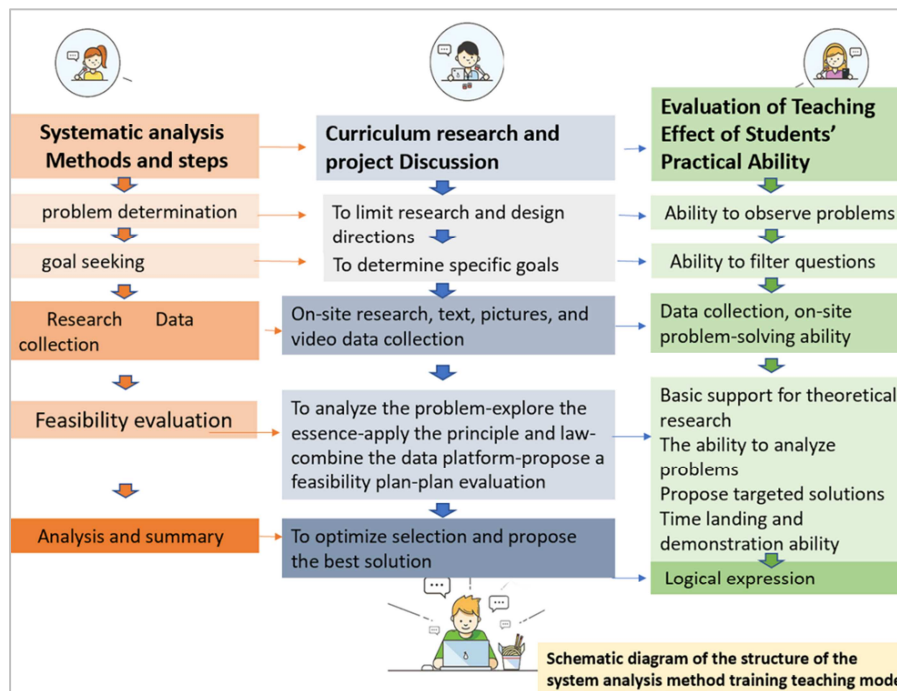 Systematic analysis
Methods and steps
problem determination
goal seeking
Research Data
collection
Feasibility evaluation
Analysis and summary
Curriculum research and
project Discussion
To limit research and design
directions
To determine specific goals
On-site research, text, pictures, and
video data collection
To analyze the problem-explore the
essence-apply the principle and law-
combine the data platform-propose a
feasibility plan-plan evaluation
To optimize selection and propose
the best solution
Evaluation of Teaching
Effect of Students'
Practical Ability
Ability to observe problems
Ability to filter questions
Data collection, on-site
problem-solving ability
Basic support for theoretical
research
The ability to analyze
problems
Propose targeted solutions
Time landing and
demonstration ability
Logical expression
Schematic diagram of the structure of the
system analysis method training teaching mode